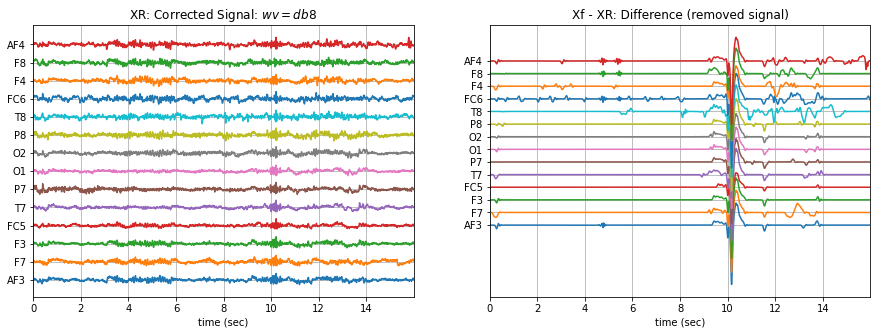 XR: Corrected Signal: wv = db8
AF4
F8
F4
FC6
T8
P8
O2
O1
P7
T7
FC5
F3
F7
AF3
0 2 4 6 8 10 12 14
time (sec)
Xf - XR: Difference (removed signal)
AF4
F8
F4
FC6
T8
P8
O2
O1
P7
T7
FC5
F3
F7
AF3
0 2 4 6 8 10 12 14
time (sec)